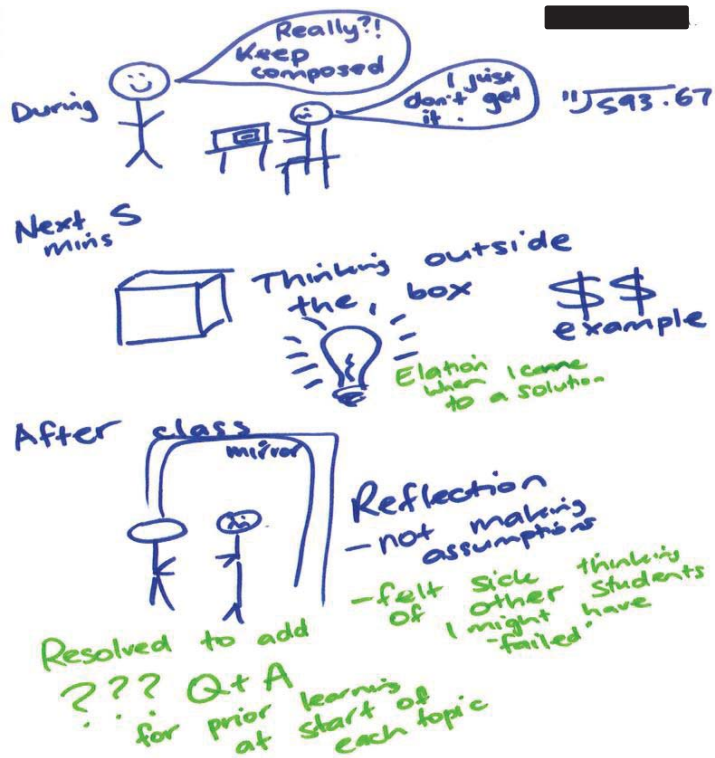 Really?!
Keep
composed
I just
don't get
it.
During
11)593.67
Next 5
mins
Thinking outside
the box
$$
example
Elation I came
when
to a solution
After class
mirror
Reflection
- not making
assumptions
- felt sick thinking
of other students
I might have
"failed"
Resolved to add
??? Q+A
for prior learning
at start of
each topic